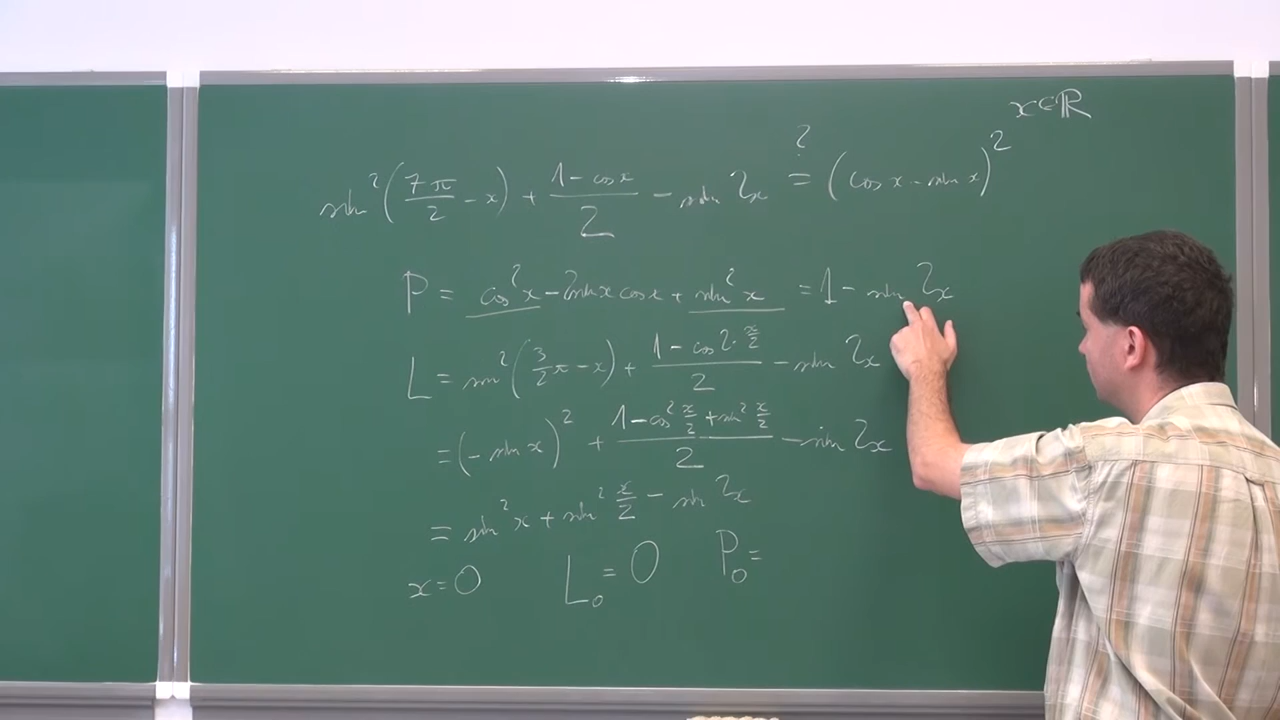 x∈ℝ
sin²(7π/2 - x) + (1 - cos x)/2 - sin 2x ?= (cos x - sin x)²
P = cos²x - 2sin x cos x + sin²x = 1 - sin 2x
L = sin²(3/2 π - x) + (1 - cos 2·x/2)/2 - sin 2x
= (- sin x)² + (1 - cos² x/2 + sin² x/2)/2 - sin 2x
= sin²x + sin² x/2 - sin 2x
x = 0 L₀ = 0 P₀ =